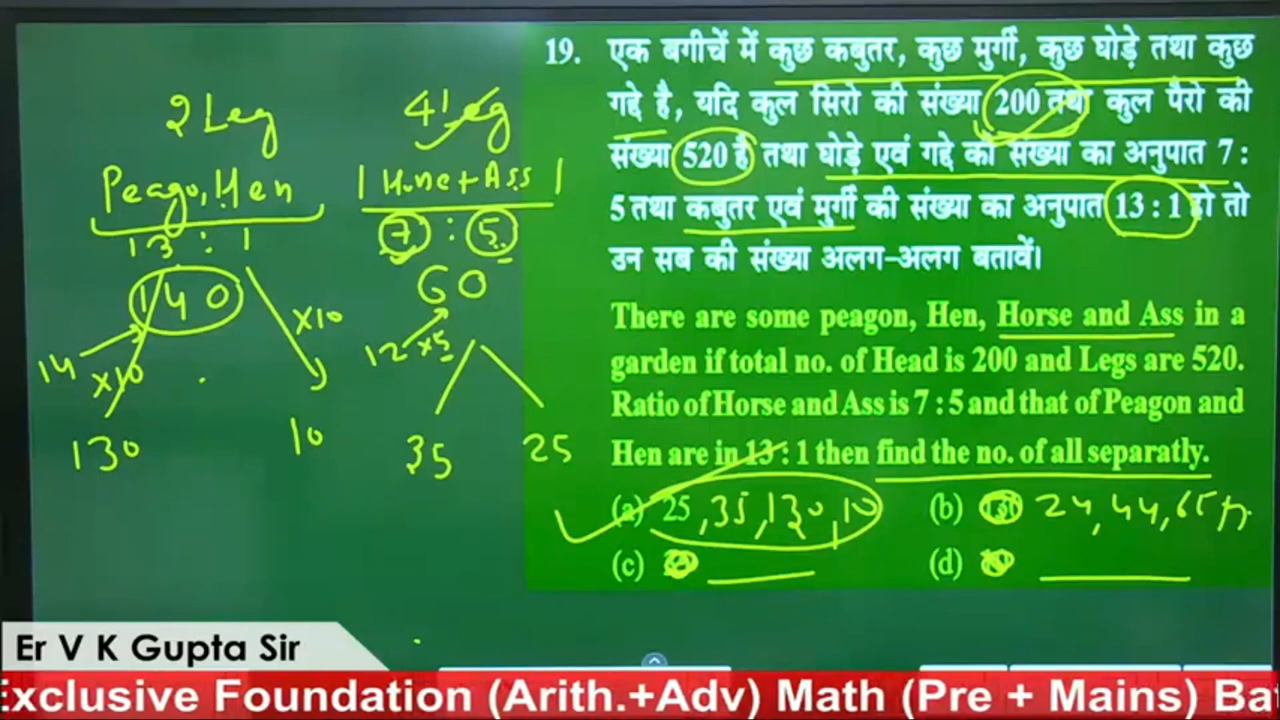 19. एक बगीचें में कुछ कबुतर, कुछ मुर्गी, कुछ घोड़े तथा कुछ
गद्दे है, यदि कुल सिरो की संख्या 200 तथा कुल पैरो की
संख्या 520 है तथा घोड़े एवं गद्दे की संख्या का अनुपात 7 :
5 तथा कबुतर एवं मुर्गी की संख्या का अनुपात 13 : 1 हो तो
उन सब की संख्या अलग-अलग बतावें।
There are some peagon, Hen, Horse and Ass in a
garden if total no. of Head is 200 and Legs are 520.
Ratio of Horse and Ass is 7 : 5 and that of Peagon and
Hen are in 13 : 1 then find the no. of all separatly.
(a) 25, 35, 130, 10 (b) 24, 44, 65
(c) (d)
2 Leg 4 Leg
Peago, Hen Horse + Ass
13 : 1 7 : 5
140 60
14 x10 x10 12 x5
130 10 35 25
Er V K Gupta Sir
Exclusive Foundation (Arith.+Adv) Math (Pre + Mains) Ba